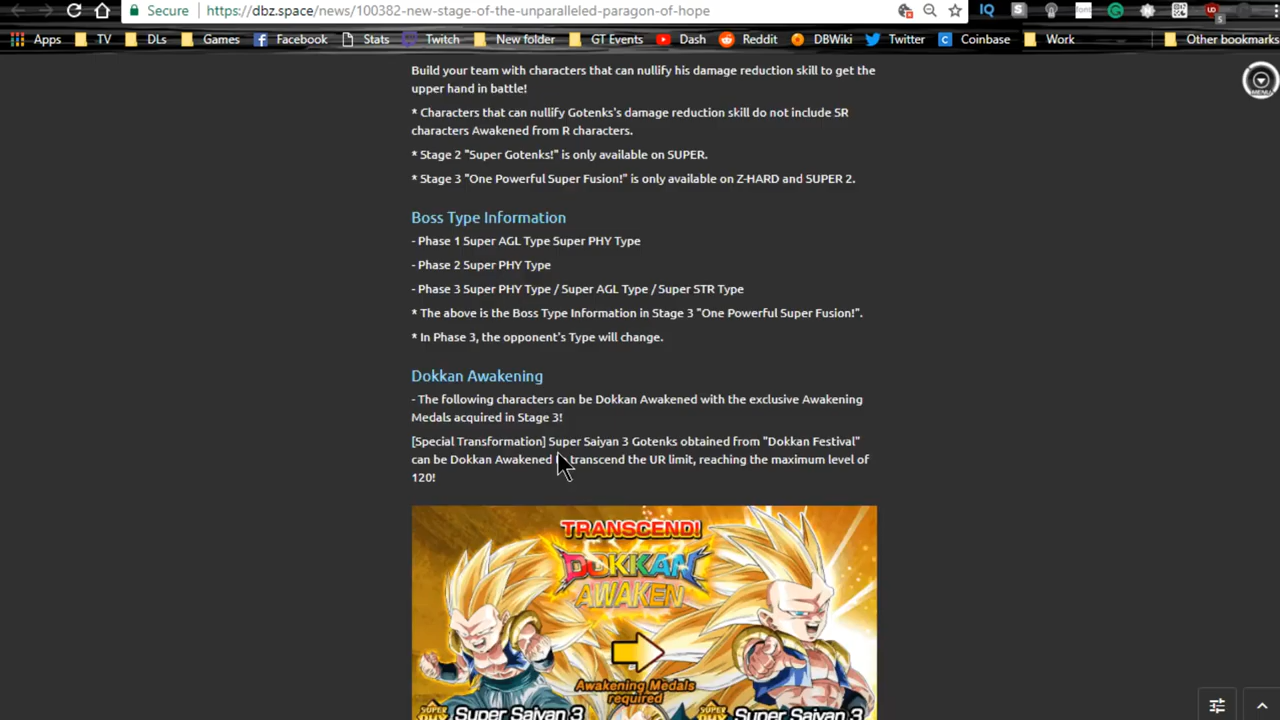 Secure https://dbz.space/news/100382-new-stage-of-the-unparalleled-paragon-of-hope IQ S UD 5
Apps TV DLs Games Facebook Stats Twitch New folder GT Events Dash Reddit DBWiki Twitter Coinbase Work Other bookmarks
Build your team with characters that can nullify his damage reduction skill to get the
upper hand in battle!
MENU
* Characters that can nullify Gotenks's damage reduction skill do not include SR
characters Awakened from R characters.
* Stage 2 "Super Gotenks!" is only available on SUPER.
* Stage 3 "One Powerful Super Fusion!" is only available on Z-HARD and SUPER 2.
Boss Type Information
- Phase 1 Super AGL Type Super PHY Type
- Phase 2 Super PHY Type
- Phase 3 Super PHY Type / Super AGL Type / Super STR Type
* The above is the Boss Type Information in Stage 3 "One Powerful Super Fusion!".
* In Phase 3, the opponent's Type will change.
Dokkan Awakening
- The following characters can be Dokkan Awakened with the exclusive Awakening
Medals acquired in Stage 3!
[Special Transformation] Super Saiyan 3 Gotenks obtained from "Dokkan Festival"
can be Dokkan Awakened transcend the UR limit, reaching the maximum level of
120!
TRANSCEND!
DOKKAN
AWAKEN
Awakening Medals
required
SUPER PHY Super Saiyan 3
SUPER PHY Super Saiyan 3